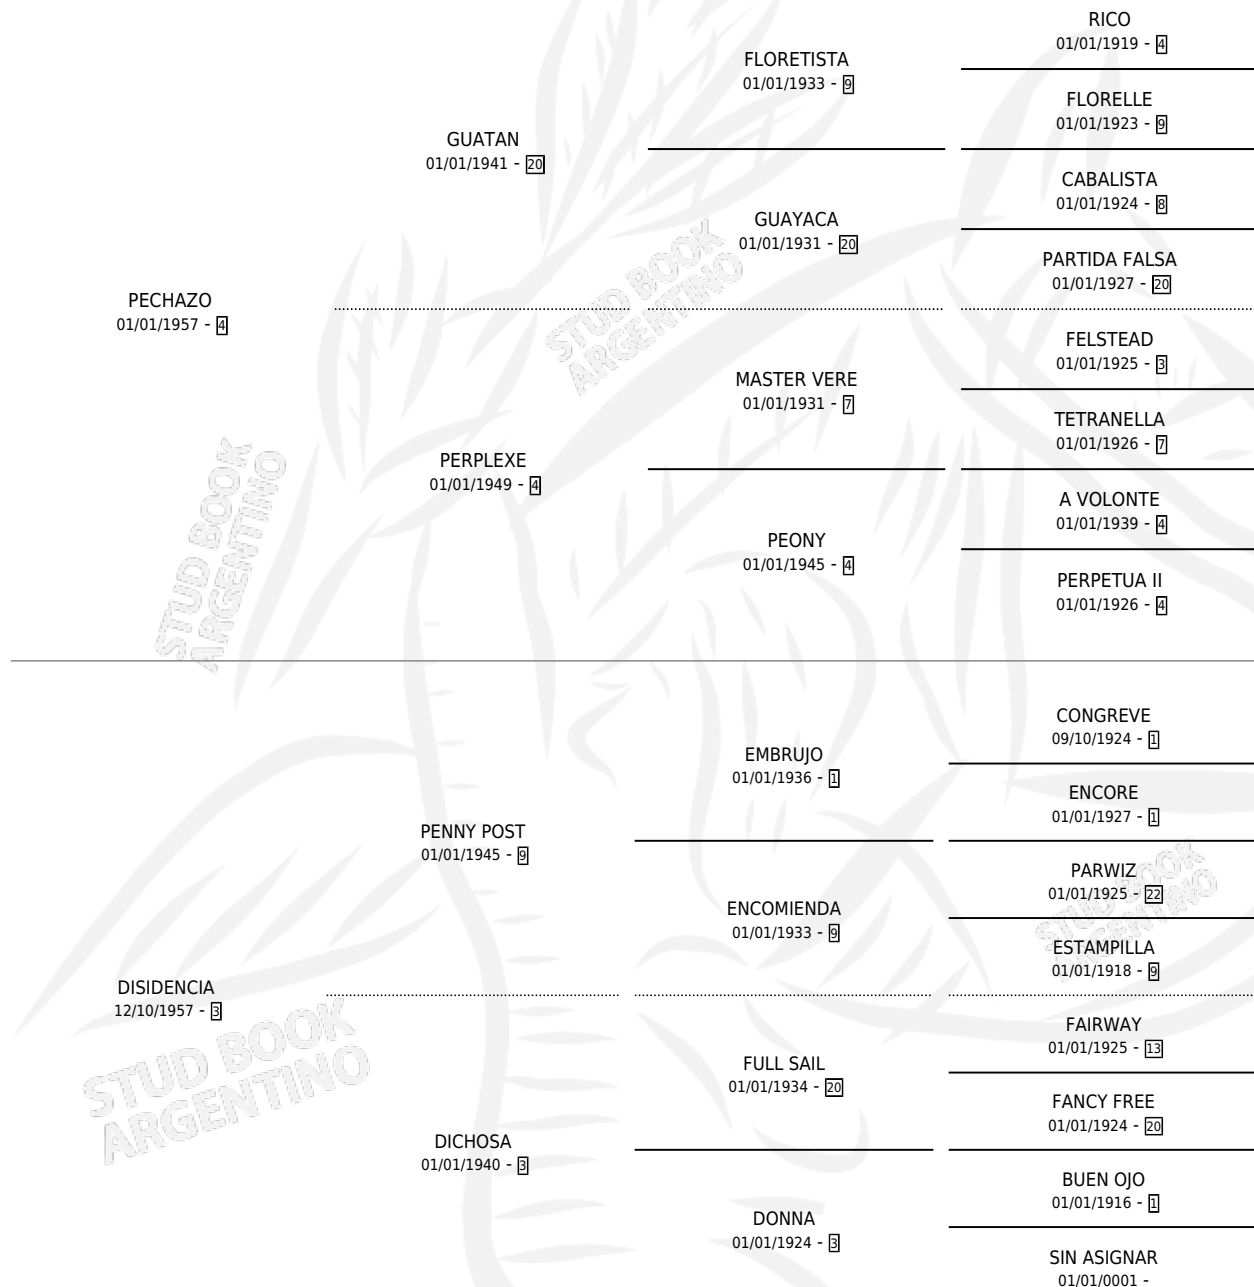 RICO
01/01/1919 - 4
FLORETISTA
01/01/1933 - 9
FLORELLE
01/01/1923 - 9
GUATAN
01/01/1941 - 20
CABALISTA
01/01/1924 - 8
GUAYACA
01/01/1931 - 20
PARTIDA FALSA
01/01/1927 - 20
STUD BOOK
ARGENTINO
PECHAZO
01/01/1957 - 4
FELSTEAD
01/01/1925 - 3
MASTER VERE
01/01/1931 - 7
TETRANELLA
01/01/1926 - 7
PERPLEXE
01/01/1949 - 4
A VOLONTE
01/01/1939 - 4
PEONY
01/01/1945 - 4
PERPETUA II
01/01/1926 - 4
STUD BOOK
ARGENTINO
CONGREVE
09/10/1924 - 1
EMBRUJO
01/01/1936 - 1
ENCORE
01/01/1927 - 1
PENNY POST
01/01/1945 - 9
PARWIZ
01/01/1925 - 22
ENCOMIENDA
01/01/1933 - 9
ESTAMPILLA
01/01/1918 - 9
STUD BOOK
ARGENTINO
DISIDENCIA
12/10/1957 - 3
FAIRWAY
01/01/1925 - 13
FULL SAIL
01/01/1934 - 20
FANCY FREE
01/01/1924 - 20
STUD BOOK
ARGENTINO
DICHOSA
01/01/1940 - 3
BUEN OJO
01/01/1916 - 1
DONNA
01/01/1924 - 3
SIN ASIGNAR
01/01/0001 -